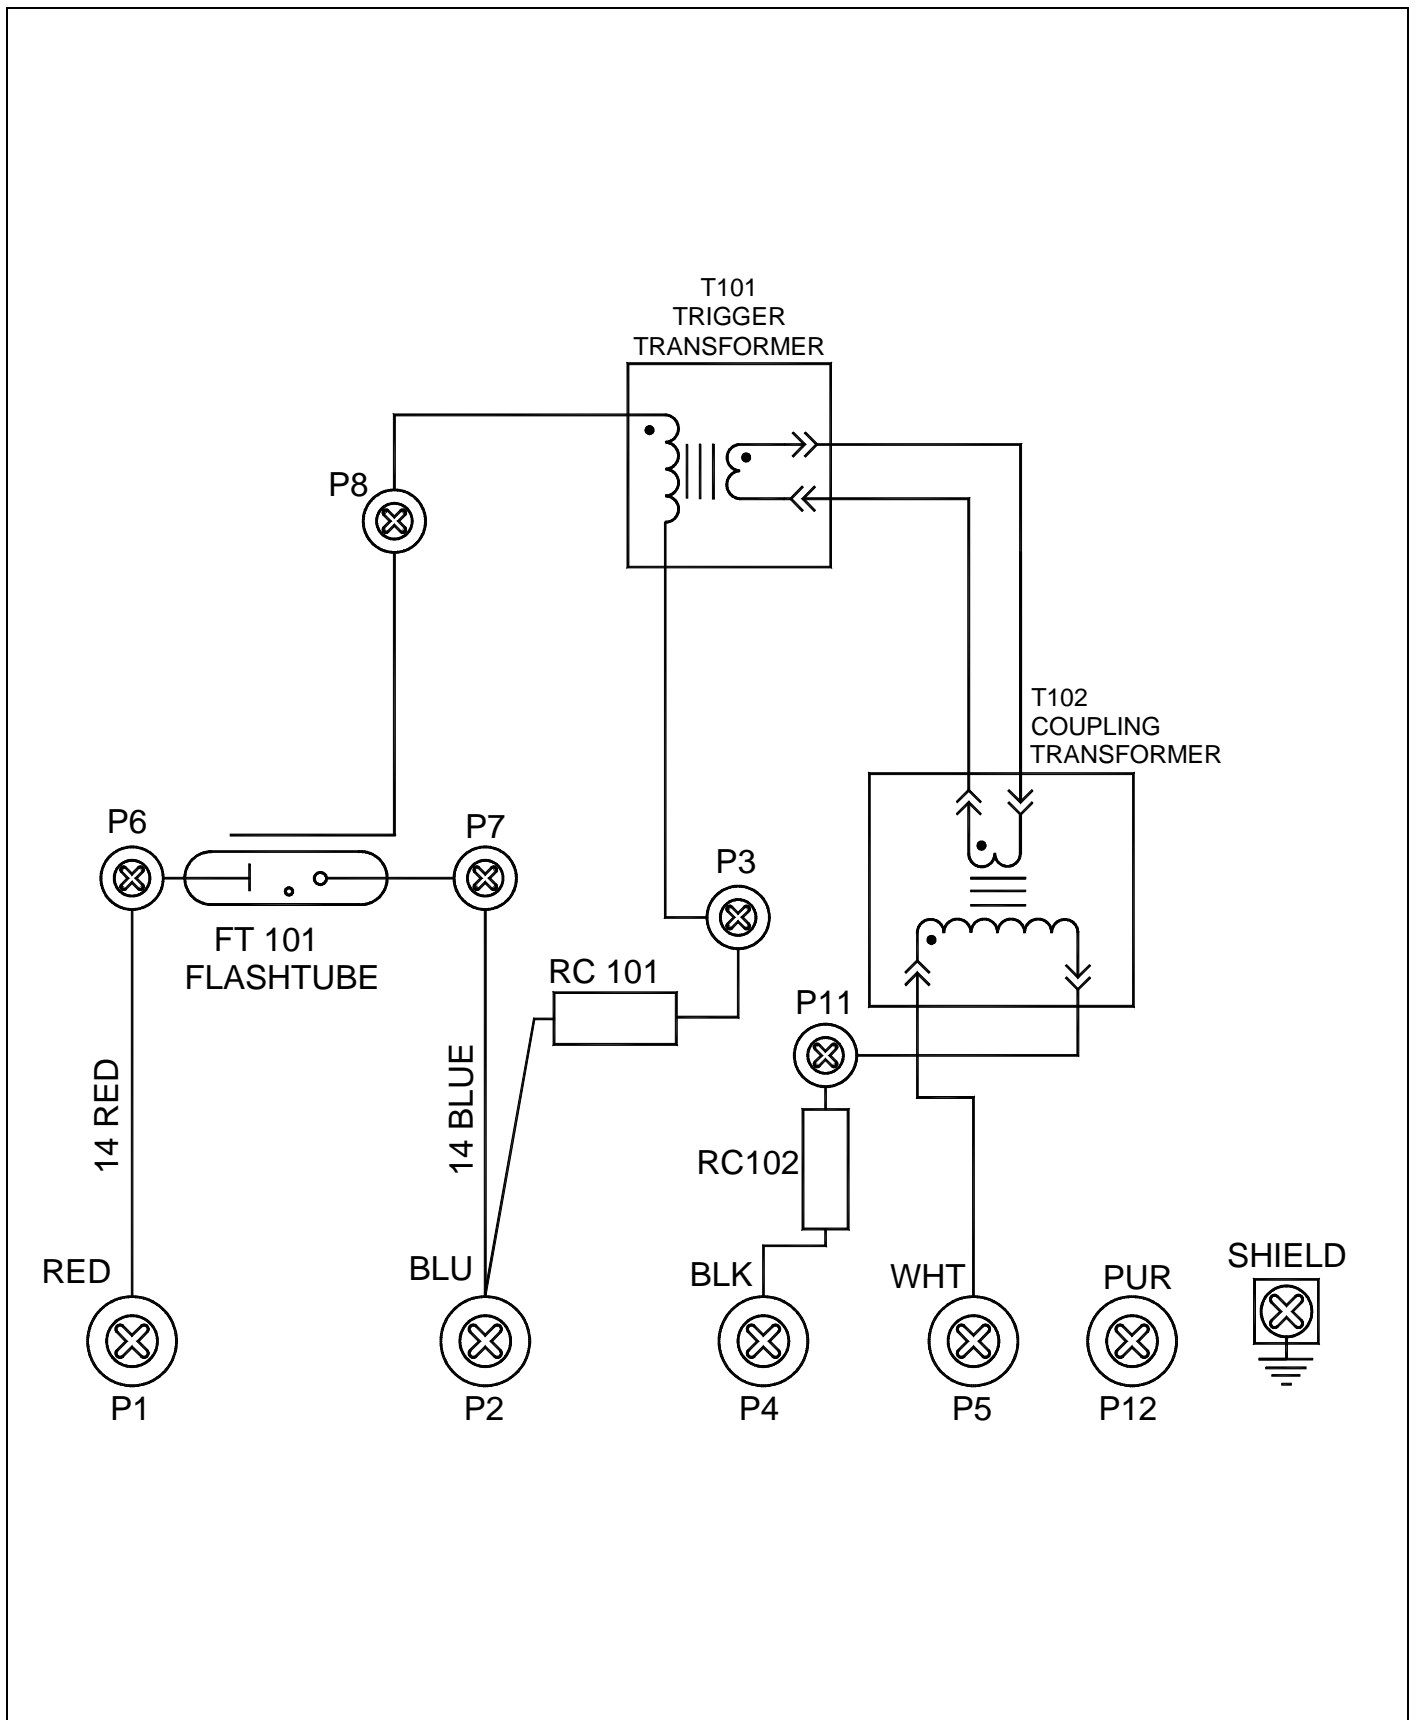 T101
TRIGGER
TRANSFORMER
P8
T102
COUPLING
TRANSFORMER
P6
P7
P3
FT 101
FLASHTUBE
RC 101
P11
14 RED
14 BLUE
RC102
RED
BLU
BLK
WHT
PUR
SHIELD
P1
P2
P4
P5
P12